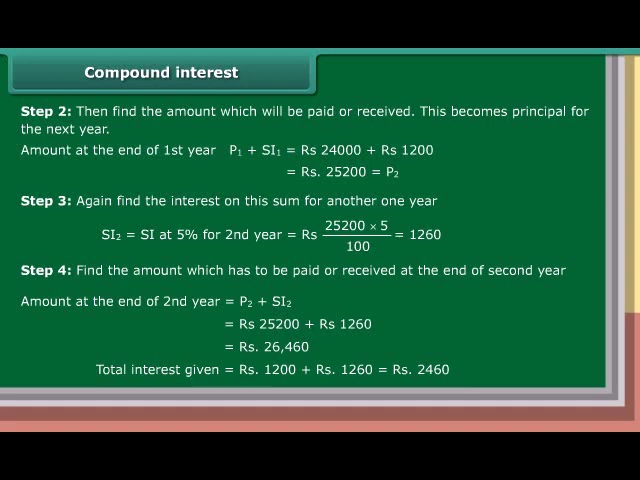 Compound interest
Step 2: Then find the amount which will be paid or received. This becomes principal for
the next year.
Amount at the end of 1st year P₁ + SI₁ = Rs 24000 + Rs 1200
= Rs. 25200 = P₂
Step 3: Again find the interest on this sum for another one year
SI₂ = SI at 5% for 2nd year = Rs 25200 × 5 / 100 = 1260
Step 4: Find the amount which has to be paid or received at the end of second year
Amount at the end of 2nd year = P₂ + SI₂
= Rs 25200 + Rs 1260
= Rs. 26,460
Total interest given = Rs. 1200 + Rs. 1260 = Rs. 2460